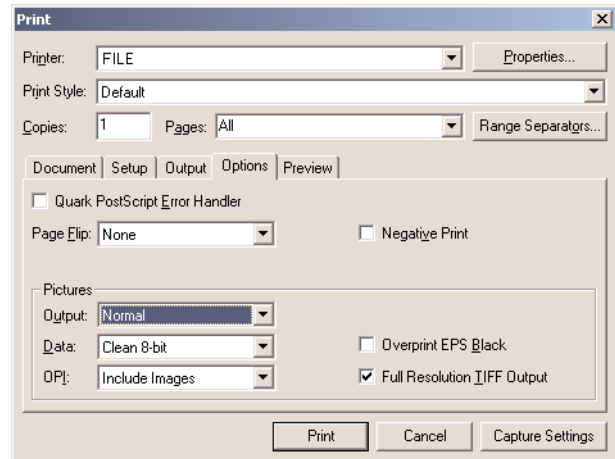 Print
Printer: FILE Properties...
Print Style: Default
Copies: 1 Pages: All Range Separators...
Document Setup Output Options Preview
Quark PostScript Error Handler
Page Flip: None Negative Print
Pictures
Output: Normal
Data: Clean 8-bit Overprint EPS Black
OPI: Include Images Full Resolution TIFF Output
Print Cancel Capture Settings